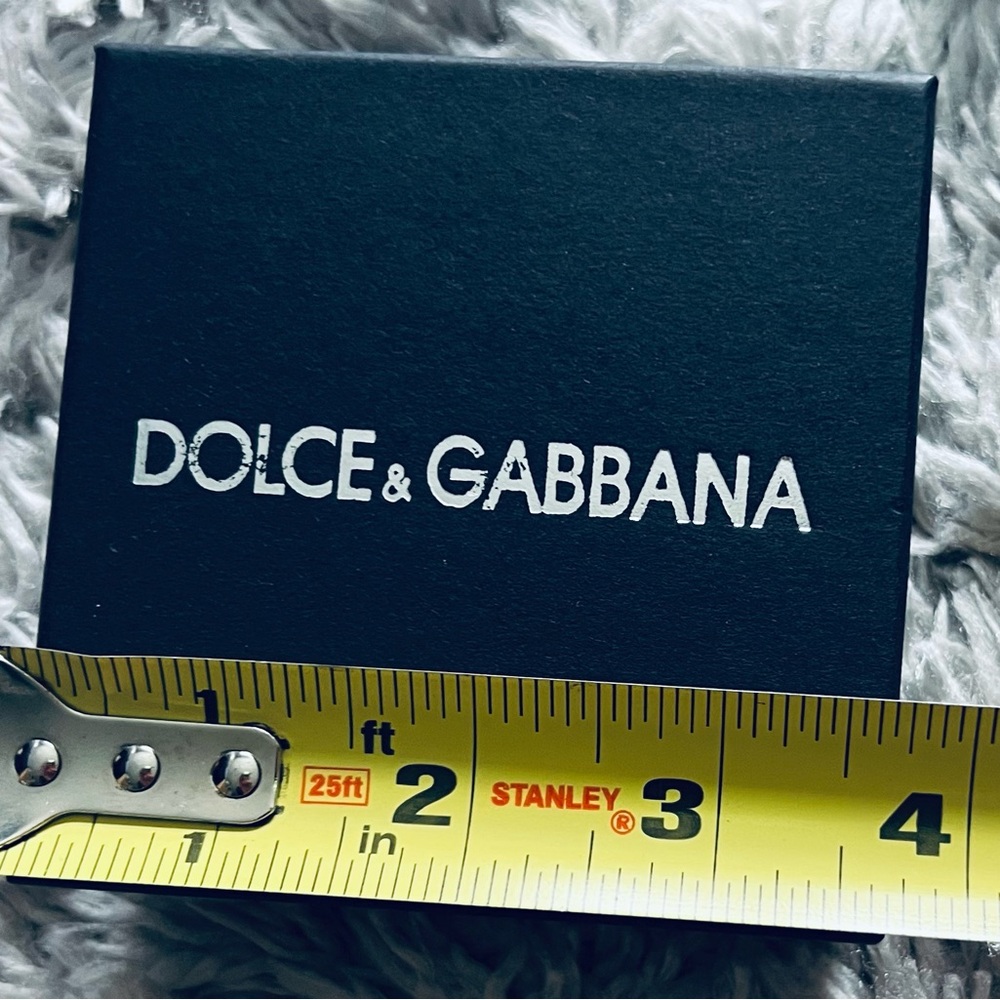 DOLCE & GABBANA
1 ft
25ft 2 STANLEY® 3 4
1 in